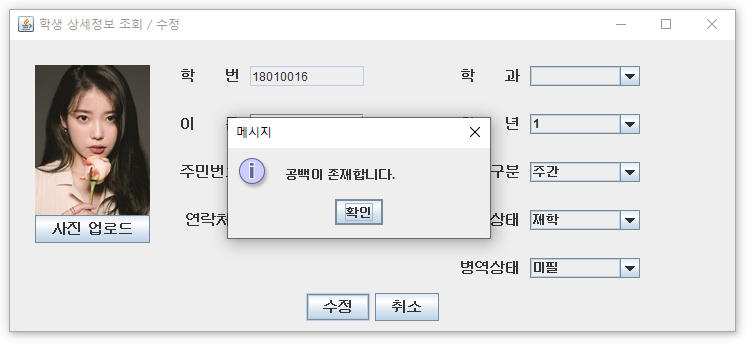 학생 상세정보 조회 / 수정
학 번 18010016 학 과
메시지
공백이 존재합니다.
확인
년 1
주민번
구분 주간
연락처
상태 재학
사진 업로드
병역상태 미필
수정 취소